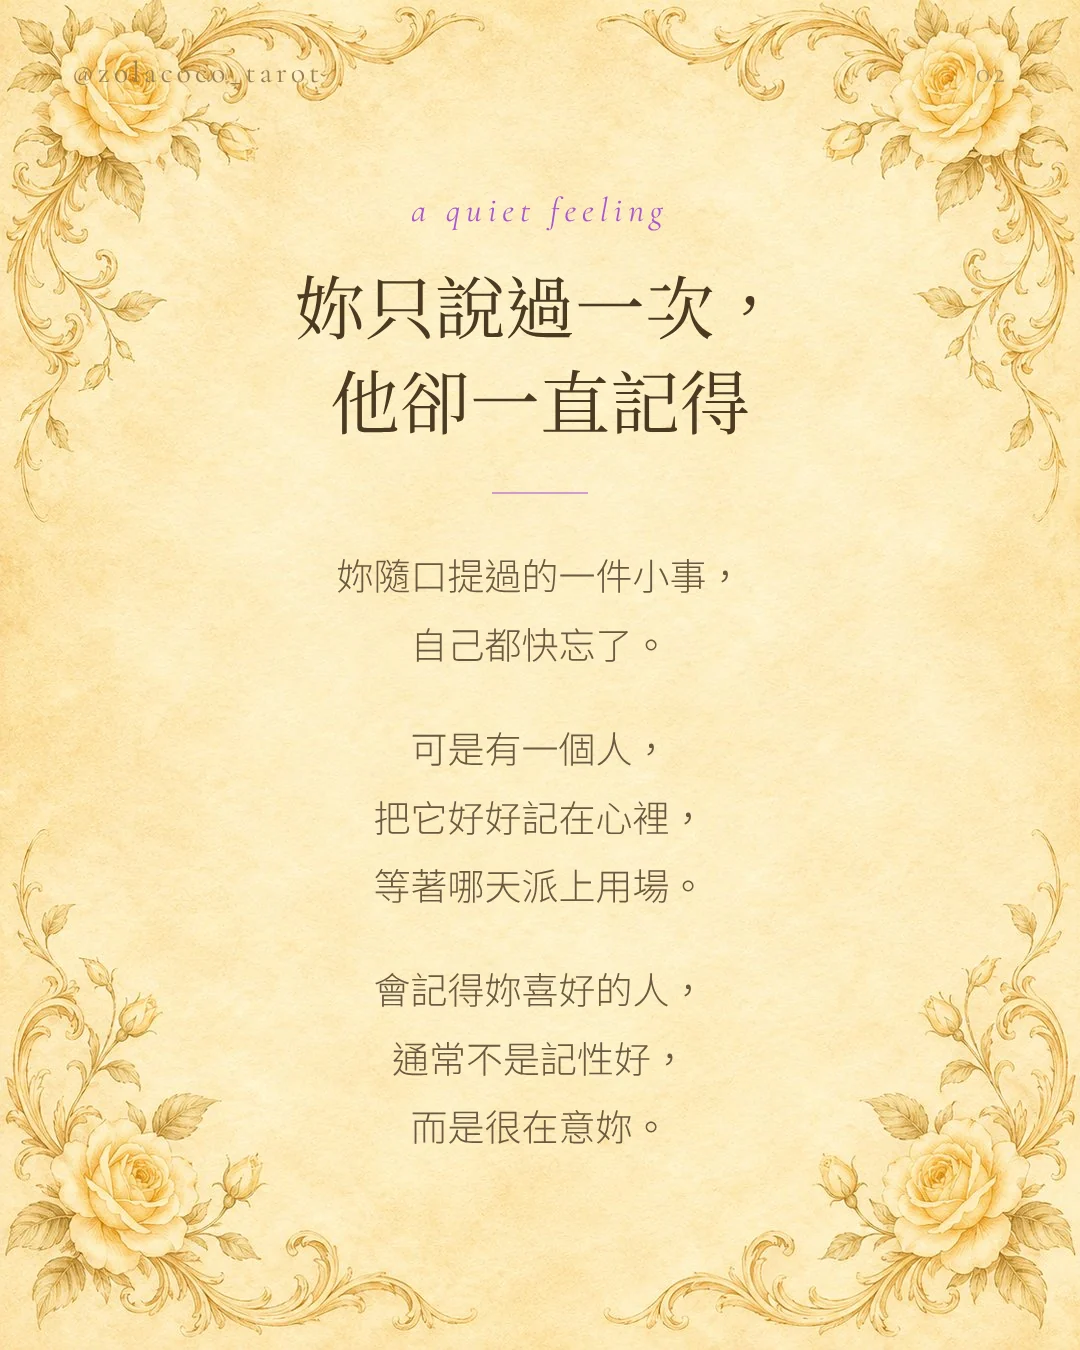 @zolacoco_tarot
02
a quiet feeling
妳只說過一次，
他卻一直記得
妳隨口提過的一件小事，
自己都快忘了。
可是有一個人，
把它好好記在心裡，
等著哪天派上用場。
會記得妳喜好的人，
通常不是記性好，
而是很在意妳。